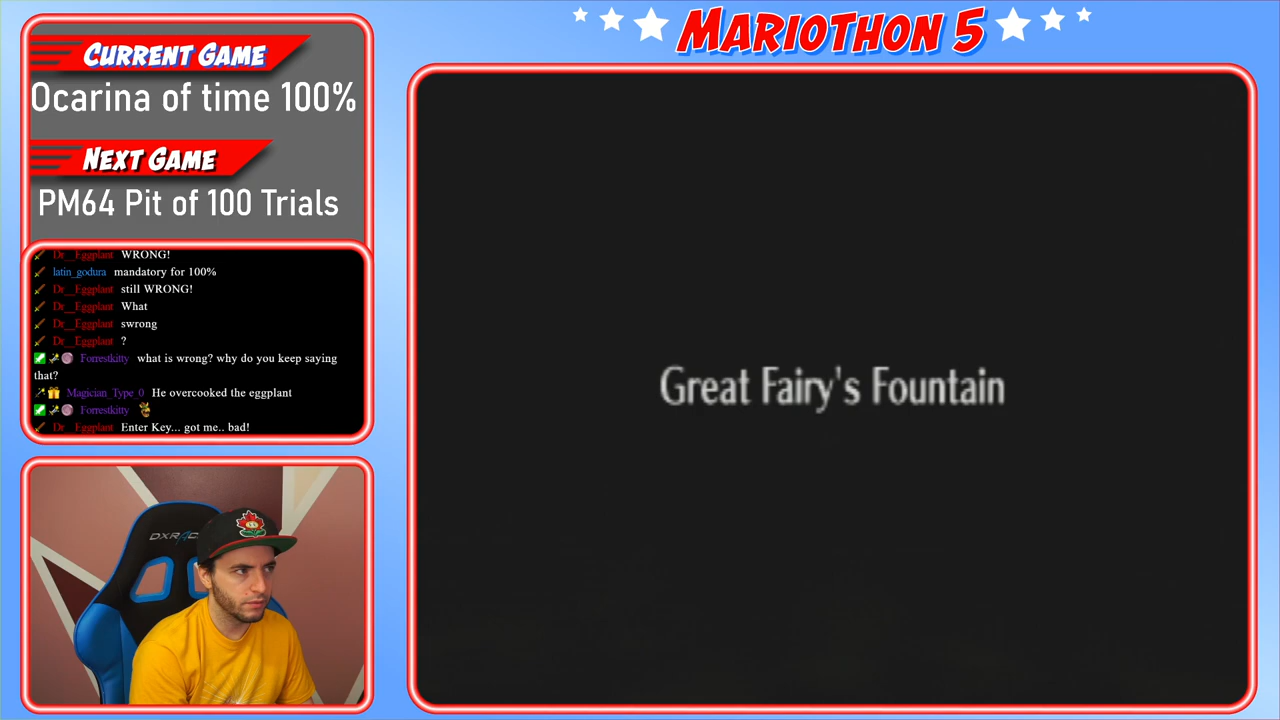 MARIOTHON 5
CURRENT GAME
Ocarina of time 100%
NEXT GAME
PM64 Pit of 100 Trials
Dr__Eggplant WRONG!
latin_godura mandatory for 100%
Dr__Eggplant still WRONG!
Dr__Eggplant What
Dr__Eggplant swrong
Dr__Eggplant ?
Forrestkitty what is wrong? why do you keep saying
that?
Magician_Type_0 He overcooked the eggplant
Forrestkitty
Dr__Eggplant Enter Key... got me.. bad!
Great Fairy's Fountain